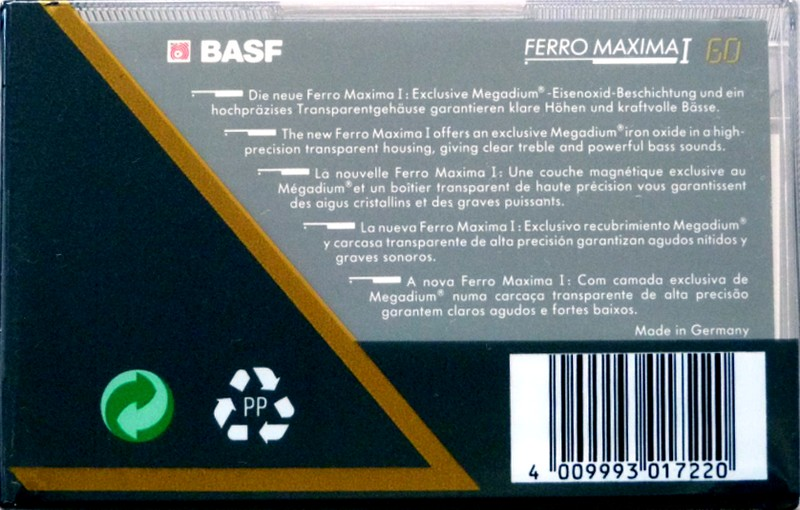 BASF
FERRO MAXIMA I 60
Die neue Ferro Maxima I: Exclusive Megadium®-Eisenoxid-Beschichtung und ein
hochpräzises Transparentgehäuse garantieren klare Höhen und kraftvolle Bässe.
The new Ferro Maxima I offers an exclusive Megadium® iron oxide in a high-
precision transparent housing, giving clear treble and powerful bass sounds.
La nouvelle Ferro Maxima I: Une couche magnétique exclusive au
Mégadium® et un boîtier transparent de haute précision vous garantissent
des aigus cristallins et des graves puissants.
La nueva Ferro Maxima I: Exclusivo recubrimiento Megadium®
y carcasa transparente de alta precisión garantizan agudos nítidos y
graves sonoros.
A nova Ferro Maxima I: Com camada exclusiva de
Megadium® numa carcaça transparente de alta precisão
garantem claros agudos e fortes baixos.
Made in Germany
PP
4 009993 017220